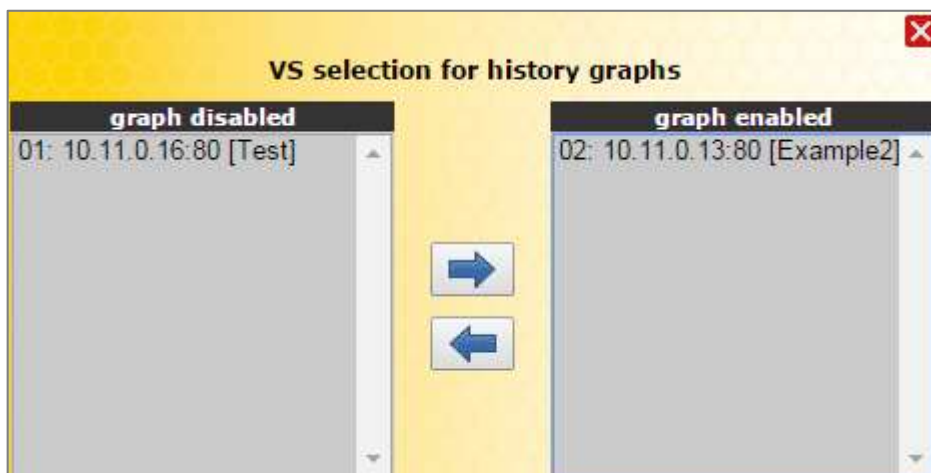 VS selection for history graphs
graph disabled
graph enabled
01: 10.11.0.16:80 [Test]
02: 10.11.0.13:80 [Example2]